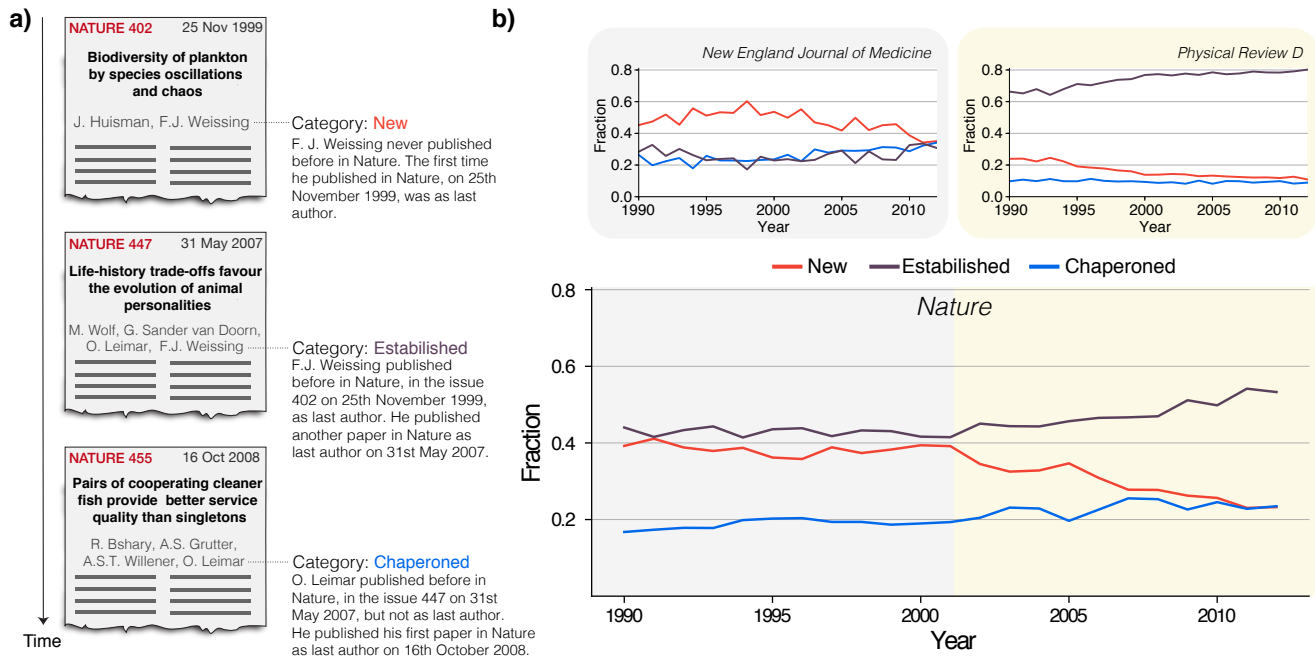 a)
NATURE 402 25 Nov 1999
Biodiversity of plankton
by species oscillations
and chaos
J. Huisman, F.J. Weissing
Category: New
F. J. Weissing never published
before in Nature. The first time
he published in Nature, on 25th
November 1999, was as last
author.
NATURE 447 31 May 2007
Life-history trade-offs favour
the evolution of animal
personalities
M. Wolf, G. Sander van Doorn,
O. Leimar, F.J. Weissing
Category: Estabilished
F.J. Weissing published
before in Nature, in the issue
402 on 25th November 1999,
as last author. He published
another paper in Nature as
last author on 31st May 2007.
NATURE 455 16 Oct 2008
Pairs of cooperating cleaner
fish provide better service
quality than singletons
R. Bshary, A.S. Grutter,
A.S.T. Willener, O. Leimar
Category: Chaperoned
O. Leimar published before in
Nature, in the issue 447 on 31st
May 2007, but not as last author.
He published his first paper in Nature
as last author on 16th October 2008.
Time
b)
New England Journal of Medicine
0.8
0.6
0.4
0.2
0.0
Fraction
1990 1995 2000 2005 2010
Year
Physical Review D
0.8
0.6
0.4
0.2
0.0
Fraction
1990 1995 2000 2005 2010
Year
New Estabilished Chaperoned
Nature
0.8
0.6
0.4
0.2
Fraction
1990 1995 2000 2005 2010
Year